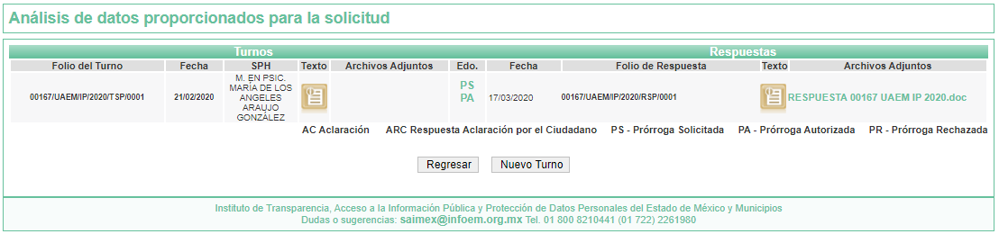 Análisis de datos proporcionados para la solicitud
Turnos Respuestas
Folio del Turno Fecha SPH Texto Archivos Adjuntos Edo. Fecha Folio de Respuesta Texto Archivos Adjuntos
00167/UAEM/IP/2020/TSP/0001 21/02/2020 M. EN PSIC. MARÍA DE LOS ANGELES ARAUJO GONZÁLEZ PS PA 17/03/2020 00167/UAEM/IP/2020/RSP/0001 RESPUESTA 00167 UAEM IP 2020.doc
AC Aclaración ARC Respuesta Aclaración por el Ciudadano PS - Prórroga Solicitada PA - Prórroga Autorizada PR - Prórroga Rechazada
Regresar Nuevo Turno
Instituto de Transparencia, Acceso a la Información Pública y Protección de Datos Personales del Estado de México y Municipios
Dudas o sugerencias: saimex@infoem.org.mx Tel. 01 800 8210441 (01 722) 2261980